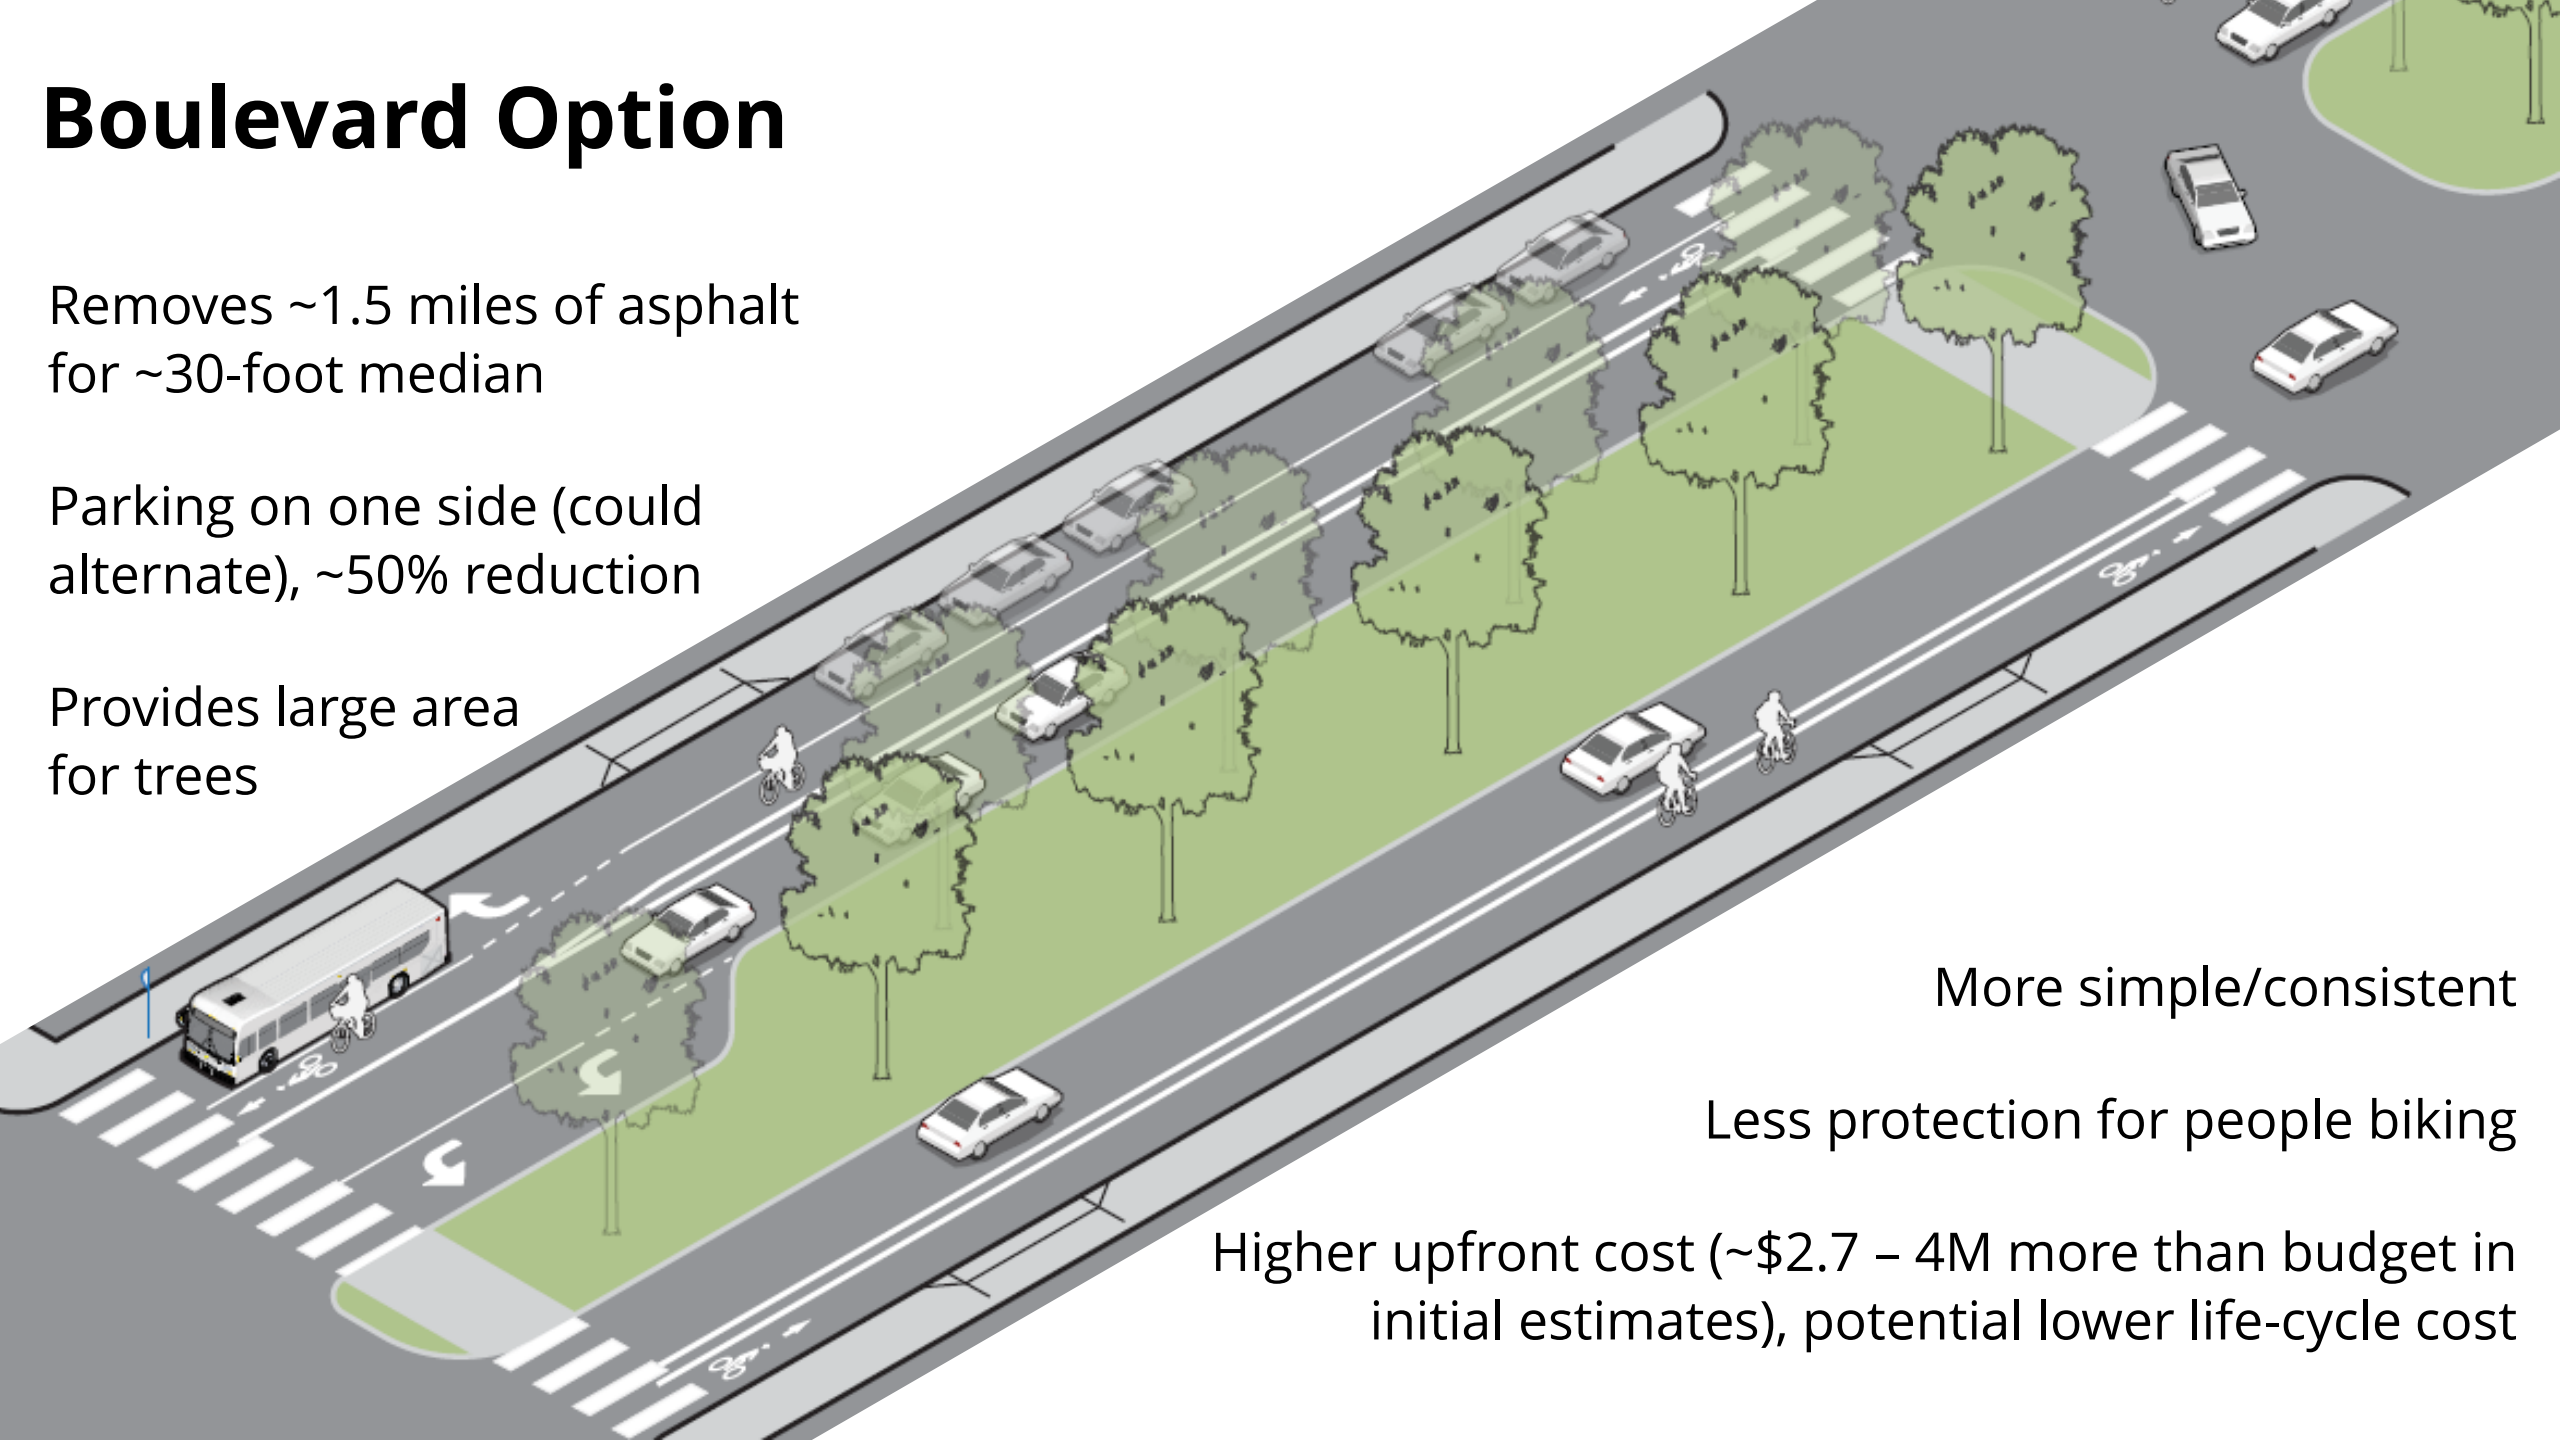 Boulevard Option
Removes ~1.5 miles of asphalt
for ~30-foot median
Parking on one side (could
alternate), ~50% reduction
Provides large area
for trees
More simple/consistent
Less protection for people biking
Higher upfront cost (~$2.7 – 4M more than budget in
initial estimates), potential lower life-cycle cost